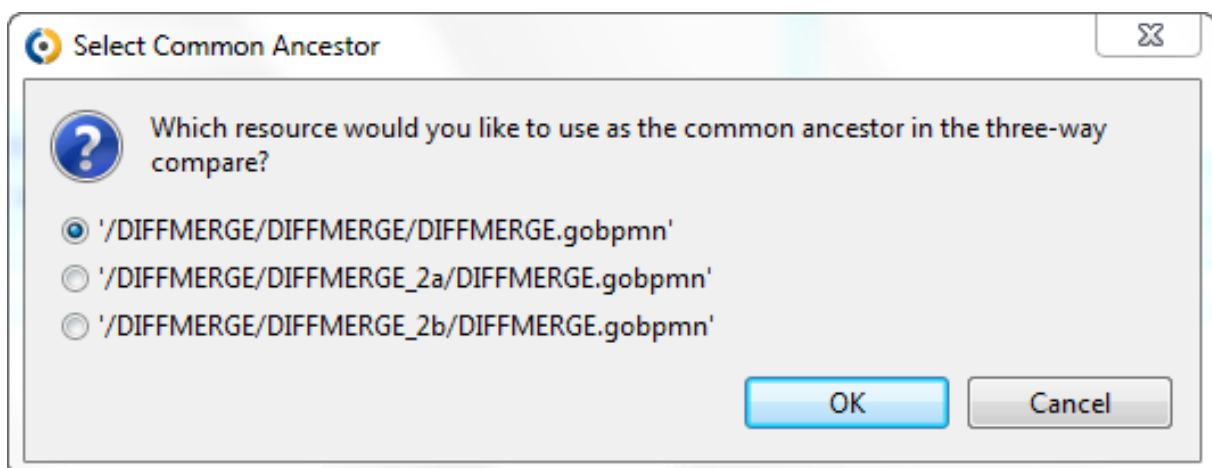 Select Common Ancestor
Which resource would you like to use as the common ancestor in the three-way
compare?
'/DIFFMERGE/DIFFMERGE/DIFFMERGE.gobpmn'
'/DIFFMERGE/DIFFMERGE_2a/DIFFMERGE.gobpmn'
'/DIFFMERGE/DIFFMERGE_2b/DIFFMERGE.gobpmn'
OK Cancel